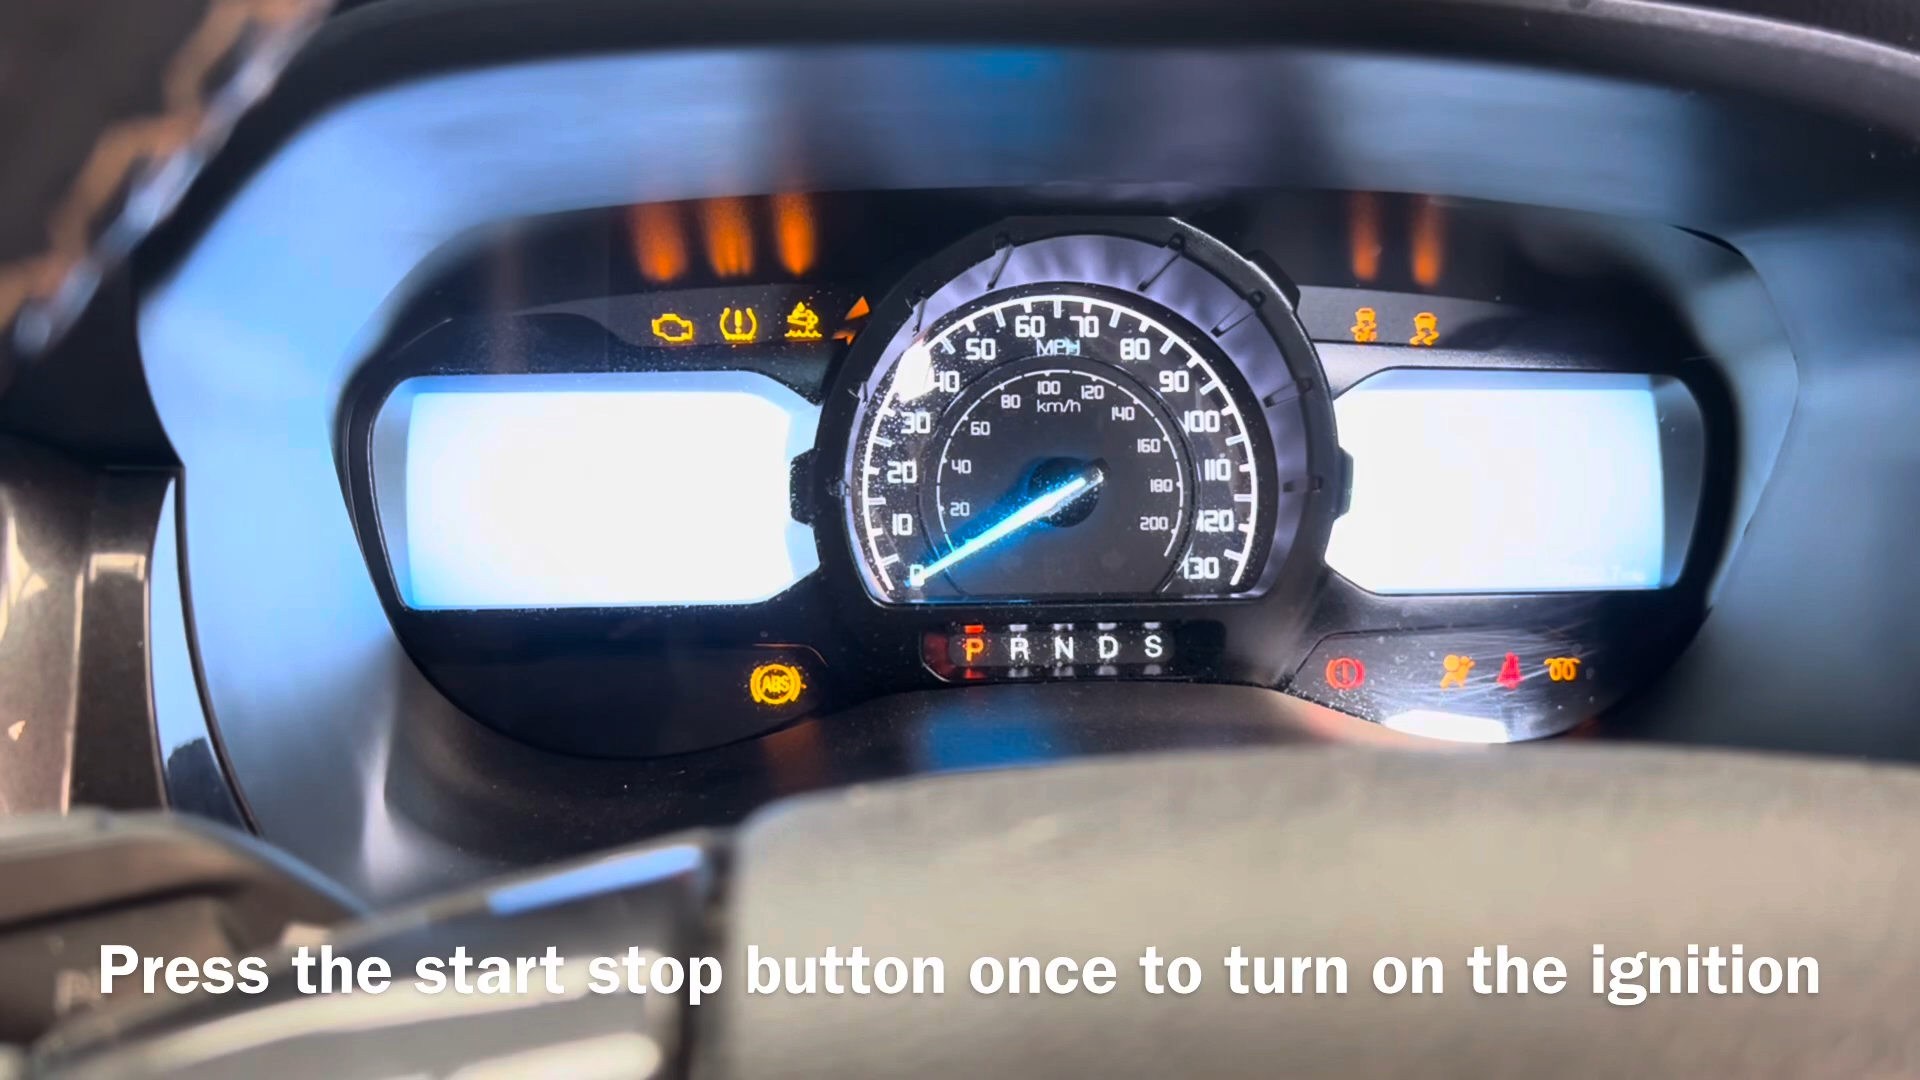 60 70
50 MPH 80
40 100 120 90
80 km/h 140
30 60 100
160
20 40 110
180
20 200
10 120
0 130
P R N D S
ABS
Press the start stop button once to turn on the ignition